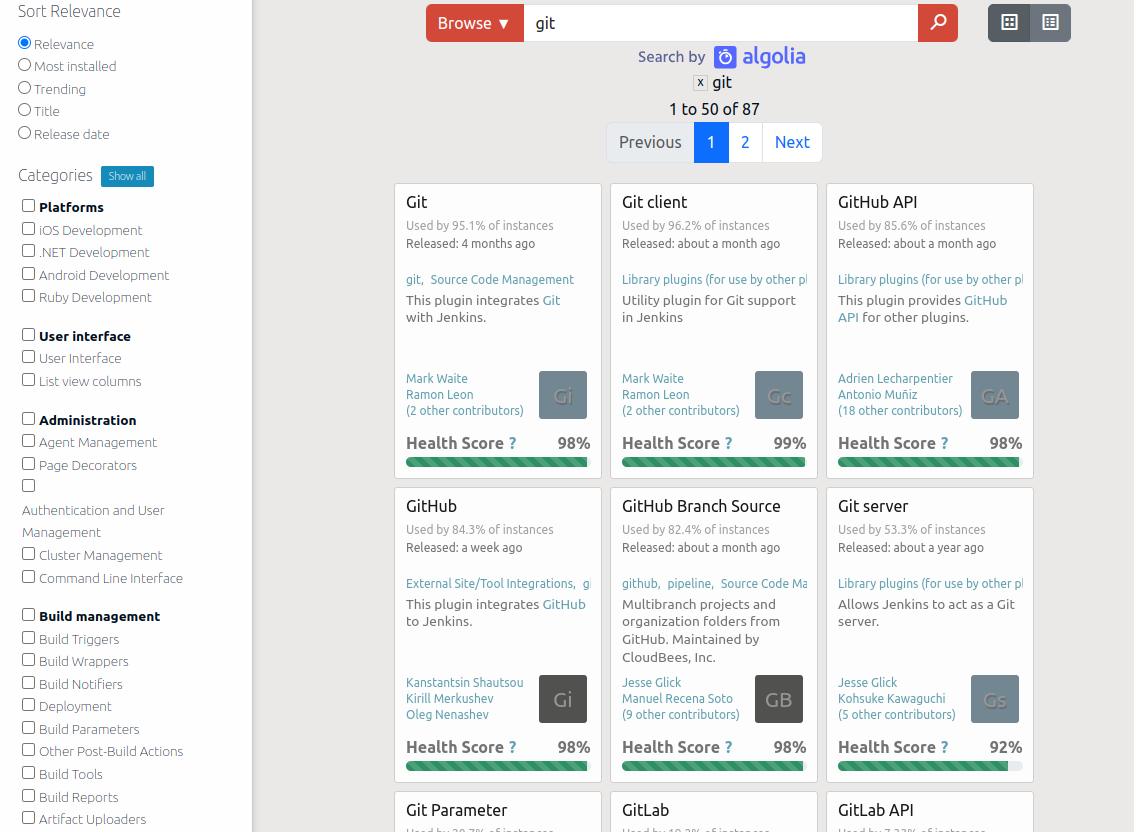 Sort Relevance
Relevance
Most installed
Trending
Title
Release date
Categories Show all
Platforms
iOS Development
.NET Development
Android Development
Ruby Development
User interface
User Interface
List view columns
Administration
Agent Management
Page Decorators
Authentication and User
Management
Cluster Management
Command Line Interface
Build management
Build Triggers
Build Wrappers
Build Notifiers
Deployment
Build Parameters
Other Post-Build Actions
Build Tools
Build Reports
Artifact Uploaders
Browse ▼ git
Search by algolia
x git
1 to 50 of 87
Previous 1 2 Next
Git
Used by 95.1% of instances
Released: 4 months ago
git, Source Code Management
This plugin integrates Git
with Jenkins.
Mark Waite
Ramon Leon
(2 other contributors)
Gi
Health Score ? 98%
Git client
Used by 96.2% of instances
Released: about a month ago
Library plugins (for use by other pl
Utility plugin for Git support
in Jenkins
Mark Waite
Ramon Leon
(2 other contributors)
Gc
Health Score ? 99%
GitHub API
Used by 85.6% of instances
Released: about a month ago
Library plugins (for use by other pl
This plugin provides GitHub
API for other plugins.
Adrien Lecharpentier
Antonio Muñiz
(18 other contributors)
GA
Health Score ? 98%
GitHub
Used by 84.3% of instances
Released: a week ago
External Site/Tool Integrations, gi
This plugin integrates GitHub
to Jenkins.
Kanstantsin Shautsou
Kirill Merkushev
Oleg Nenashev
Gi
Health Score ? 98%
GitHub Branch Source
Used by 82.4% of instances
Released: about a month ago
github, pipeline, Source Code Ma
Multibranch projects and
organization folders from
GitHub. Maintained by
CloudBees, Inc.
Jesse Glick
Manuel Recena Soto
(9 other contributors)
GB
Health Score ? 98%
Git server
Used by 53.3% of instances
Released: about a year ago
Library plugins (for use by other pl
Allows Jenkins to act as a Git
server.
Jesse Glick
Kohsuke Kawaguchi
(5 other contributors)
Gs
Health Score ? 92%
Git Parameter
GitLab
GitLab API